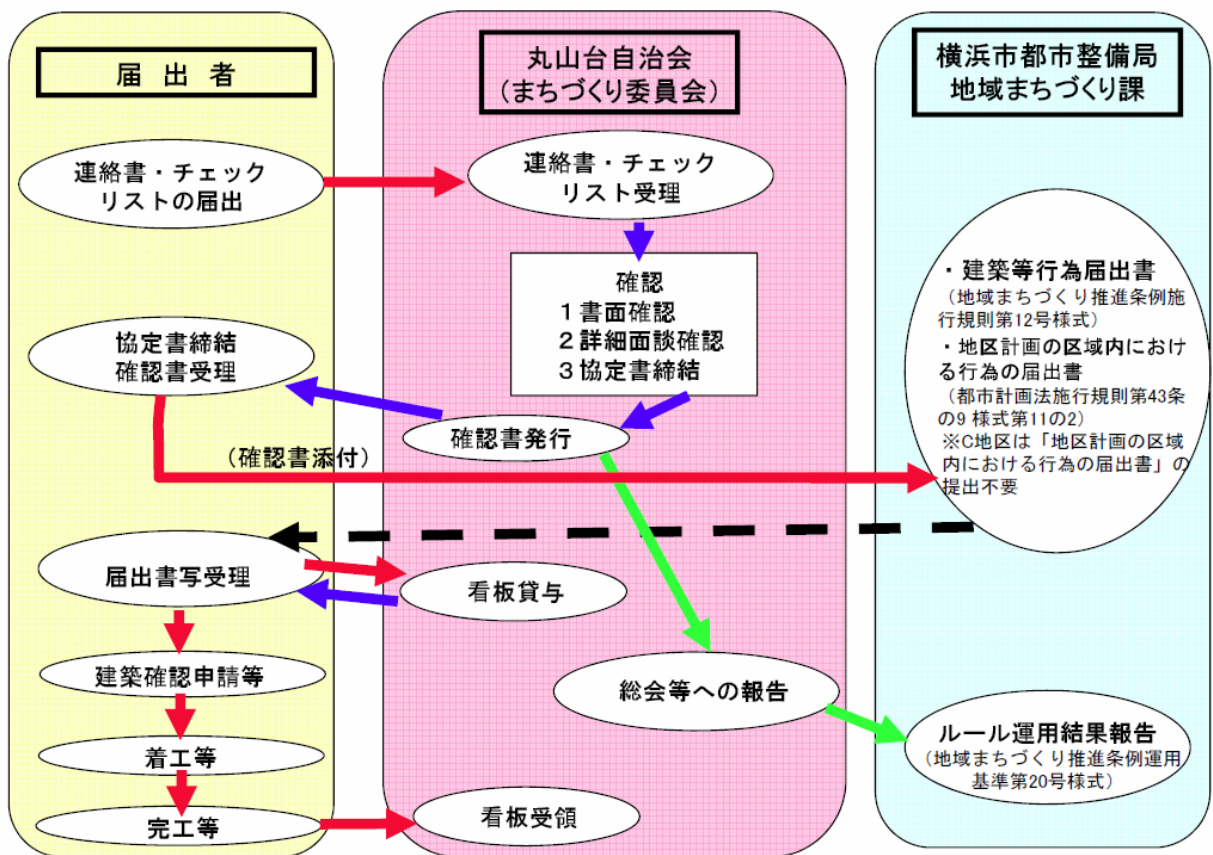 届出者
丸山台自治会
（まちづくり委員会）
横浜市都市整備局
地域まちづくり課
連絡書・チェック
リストの届出
連絡書・チェック
リスト受理
確認
１書面確認
２詳細面談確認
３協定書締結
協定書締結
確認書受理
確認書発行
（確認書添付）
・建築等行為届出書
（地域まちづくり推進条例施
行規則第12号様式）
・地区計画の区域内におけ
る行為の届出書
（都市計画法施行規則第43条
の9 様式第11の2）
※C地区は「地区計画の区域
内における行為の届出書」の
提出不要
届出書写受理
看板貸与
建築確認申請等
総会等への報告
着工等
ルール運用結果報告
（地域まちづくり推進条例運用
基準第20号様式）
完工等
看板受領